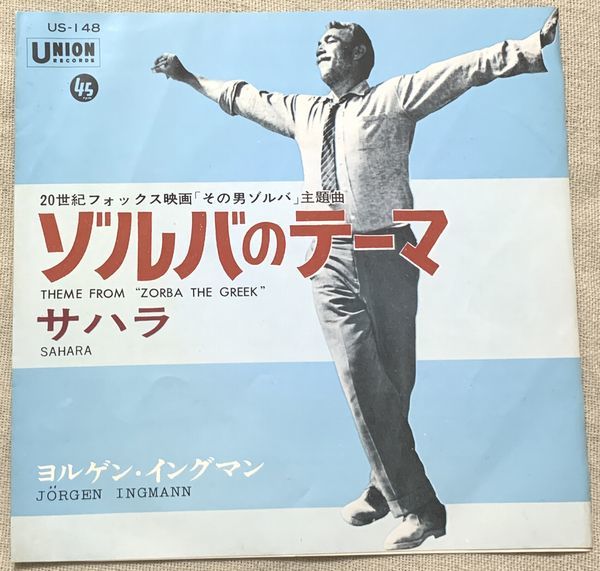 US-148
UNION
RECORDS
45
20世紀フォックス映画「その男ゾルバ」主題曲
ゾルバのテーマ
THEME FROM "ZORBA THE GREEK"
サハラ
SAHARA
ヨルゲン・イングマン
JÖRGEN INGMANN